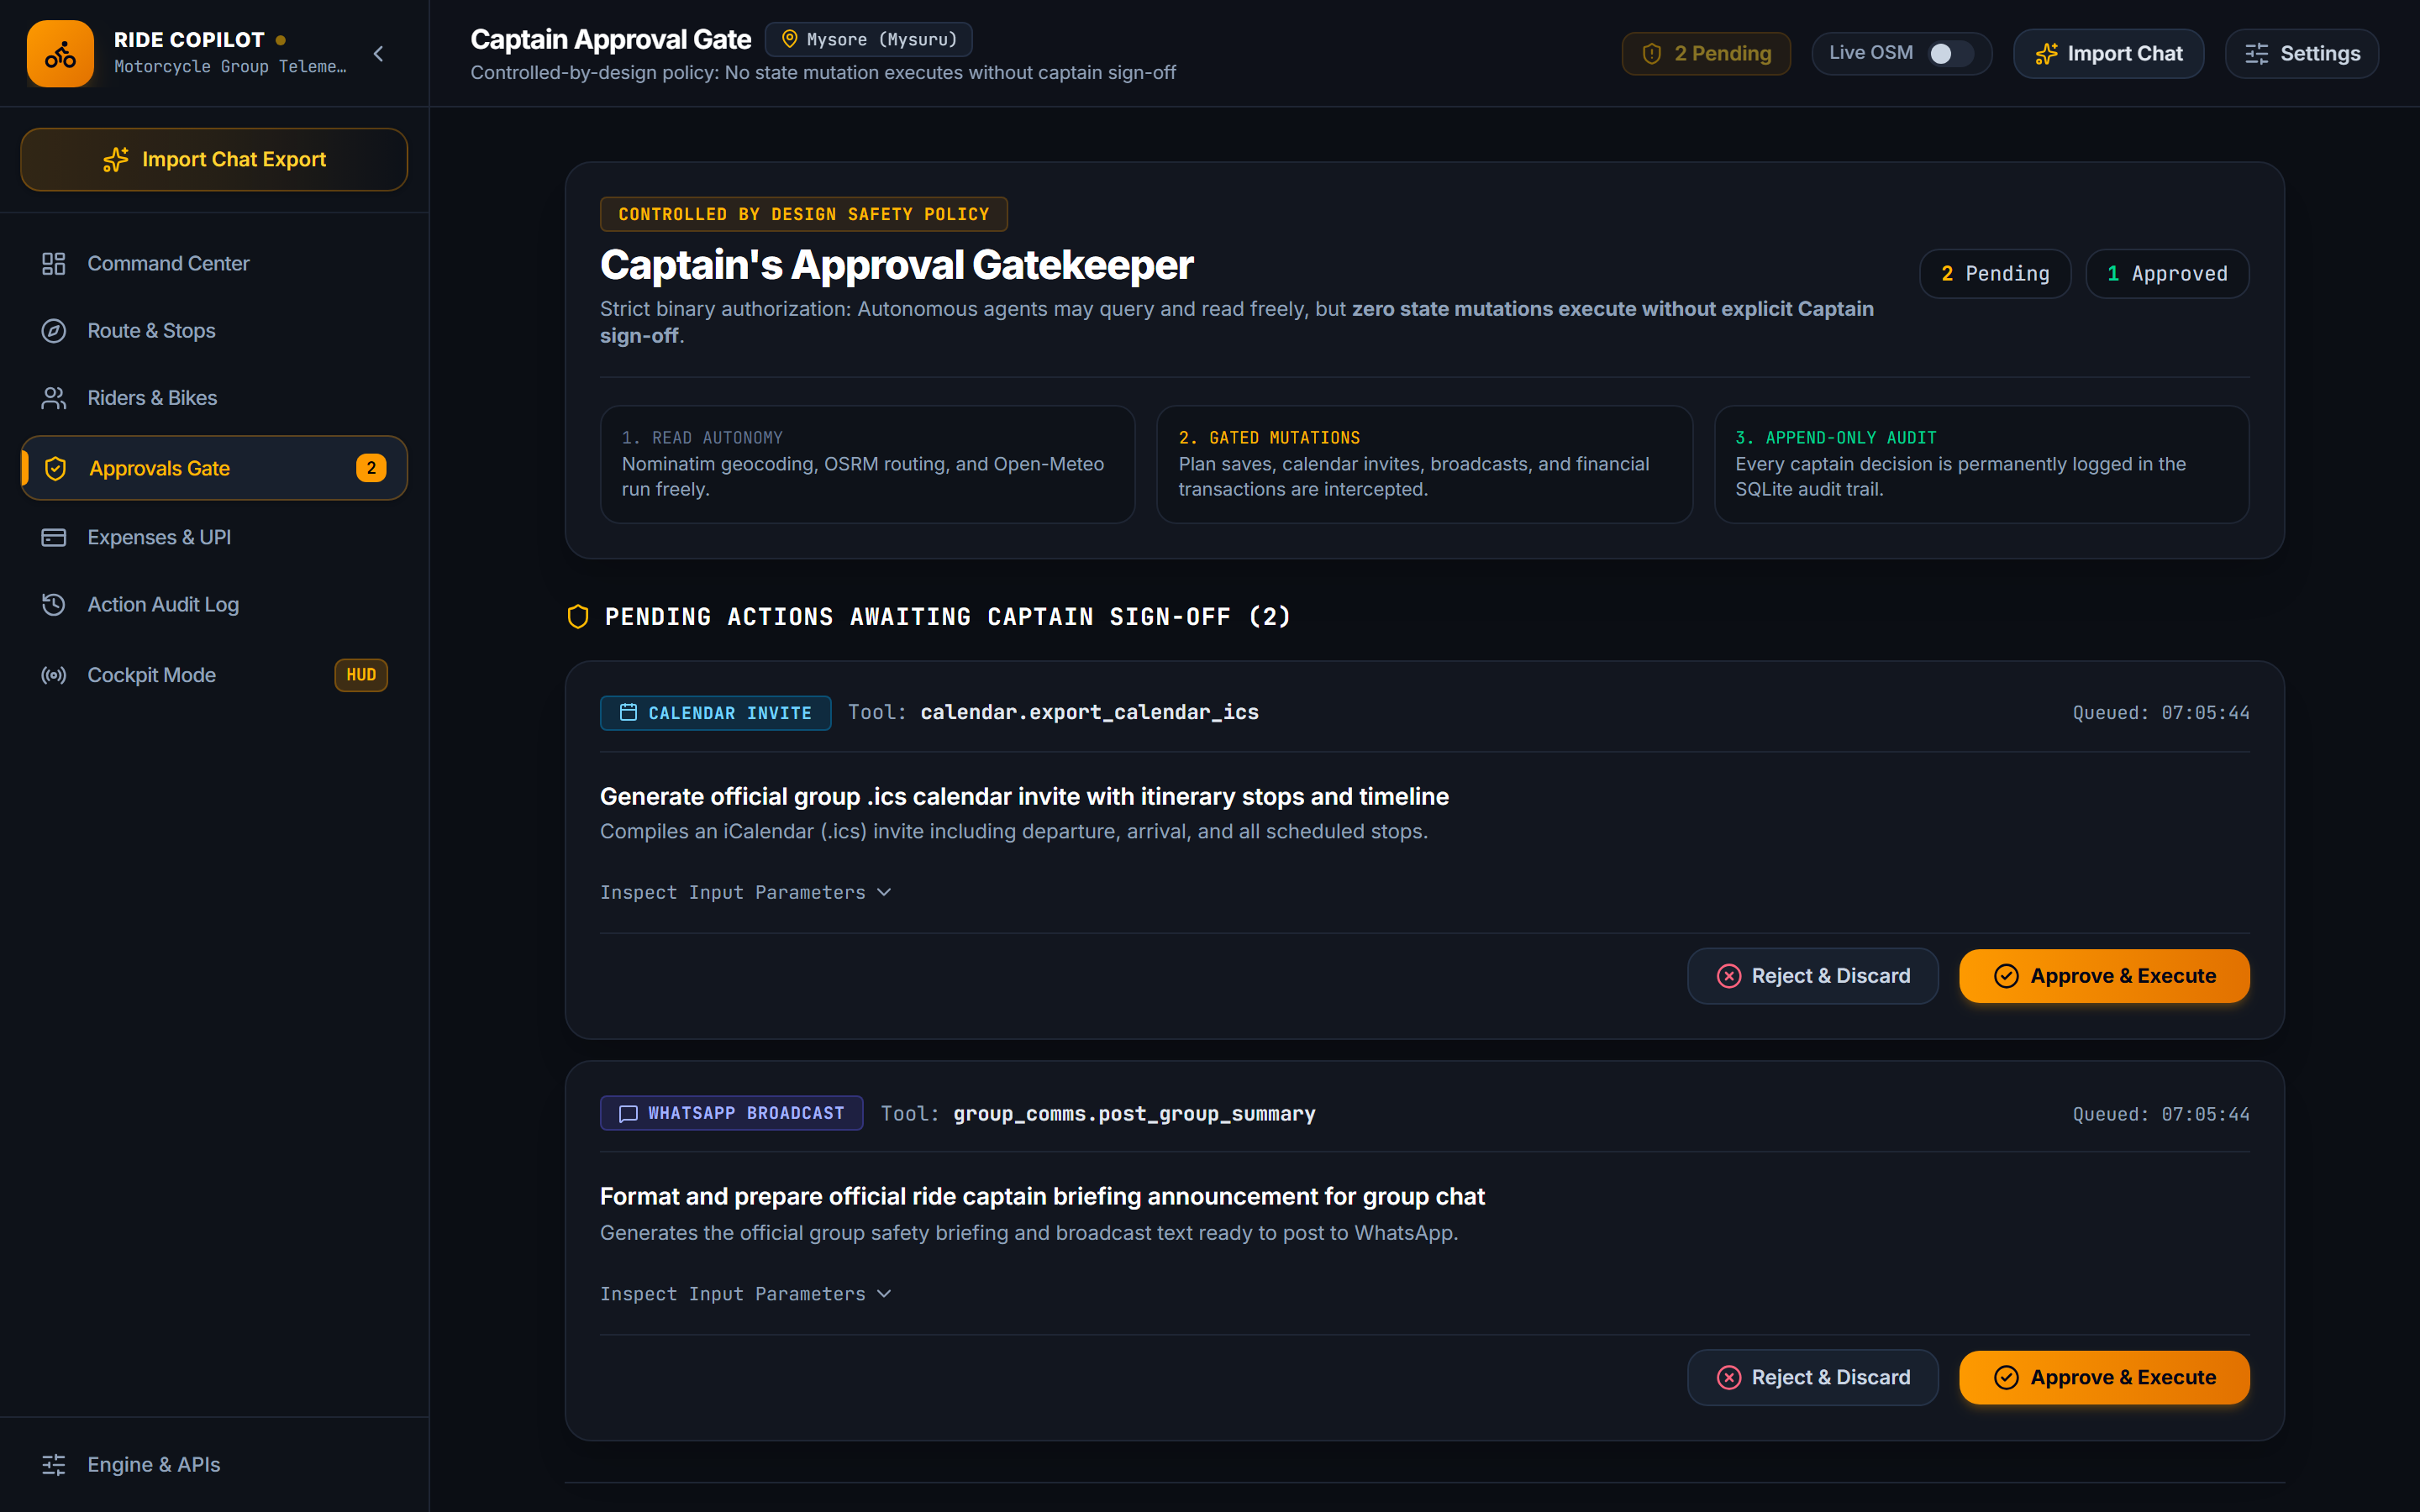 RIDE COPILOT
Motorcycle Group Teleme…
Import Chat Export
Command Center
Route & Stops
Riders & Bikes
Approvals Gate
2
Expenses & UPI
Action Audit Log
Cockpit Mode
HUD
Engine & APIs
Captain Approval Gate
Mysore (Mysuru)
Controlled-by-design policy: No state mutation executes without captain sign-off
2 Pending
Live OSM
Import Chat
Settings
CONTROLLED BY DESIGN SAFETY POLICY
Captain's Approval Gatekeeper
Strict binary authorization: Autonomous agents may query and read freely, but zero state mutations execute without explicit Captain
sign-off.
2 Pending
1 Approved
1. READ AUTONOMY
Nominatim geocoding, OSRM routing, and Open-Meteo
run freely.
2. GATED MUTATIONS
Plan saves, calendar invites, broadcasts, and financial
transactions are intercepted.
3. APPEND-ONLY AUDIT
Every captain decision is permanently logged in the
SQLite audit trail.
PENDING ACTIONS AWAITING CAPTAIN SIGN-OFF (2)
CALENDAR INVITE
Tool: calendar.export_calendar_ics
Queued: 07:05:44
Generate official group .ics calendar invite with itinerary stops and timeline
Compiles an iCalendar (.ics) invite including departure, arrival, and all scheduled stops.
Inspect Input Parameters
Reject & Discard
Approve & Execute
WHATSAPP BROADCAST
Tool: group_comms.post_group_summary
Queued: 07:05:44
Format and prepare official ride captain briefing announcement for group chat
Generates the official group safety briefing and broadcast text ready to post to WhatsApp.
Inspect Input Parameters
Reject & Discard
Approve & Execute